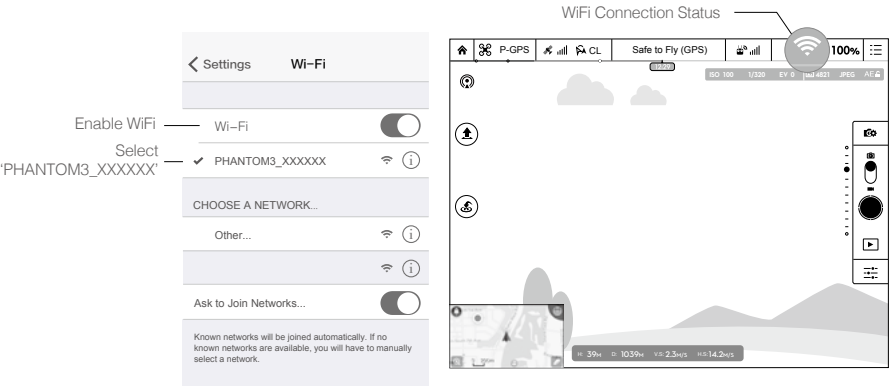 WiFi Connection Status
Settings Wi-Fi
Enable WiFi
Wi-Fi
Select
'PHANTOM3_XXXXXX'
PHANTOM3_XXXXXX
CHOOSE A NETWORK...
Other...
Ask to Join Networks...
Known networks will be joined automatically. If no
known networks are available, you will have to manually
select a network.
P-GPS CL Safe to Fly (GPS) 100%
ISO 100 1/320 EV 0 4821 JPEG AE
H: 39M D: 1039M V.S: 2.3M/S H.S: 14.2M/S